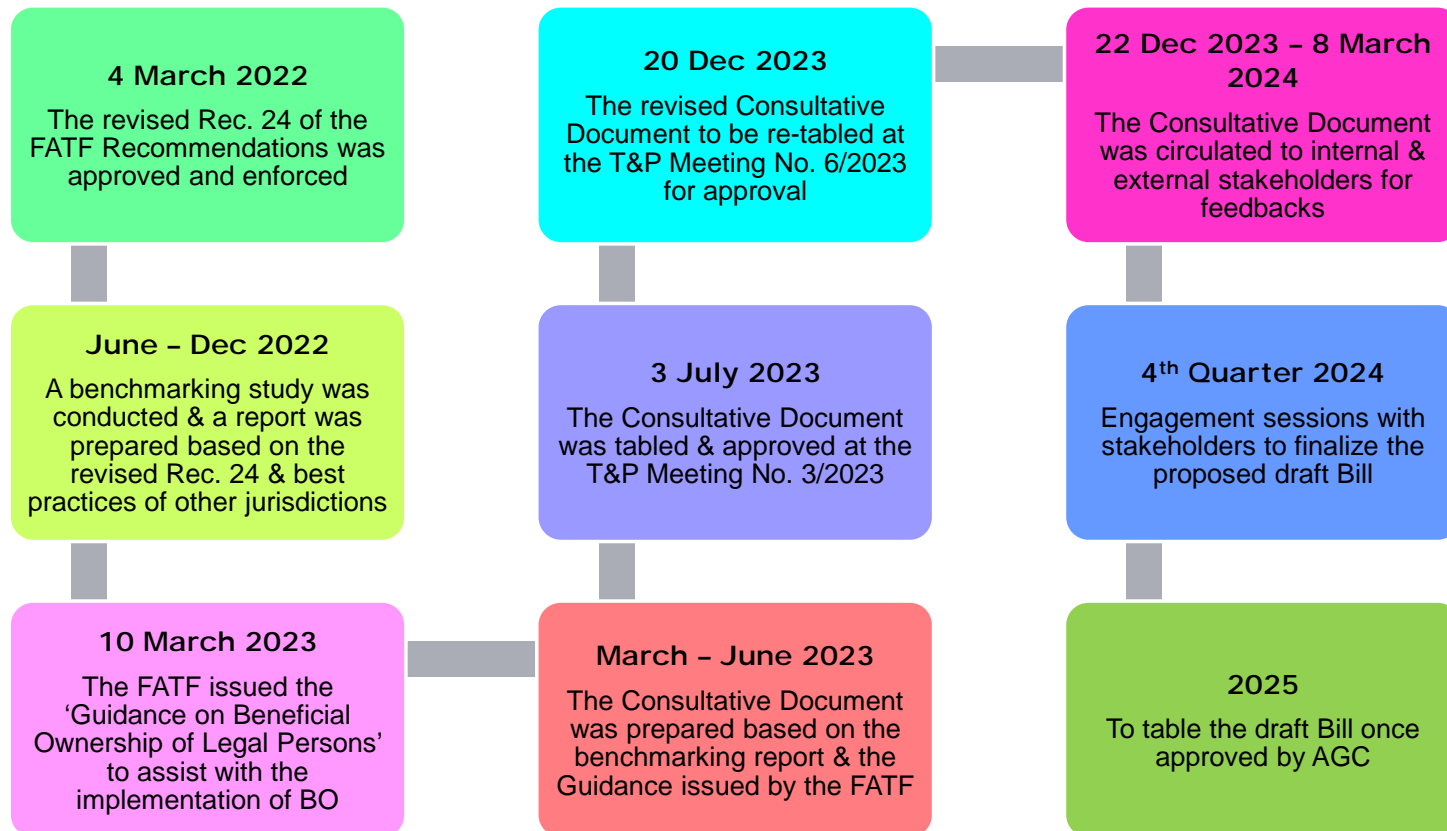 4 March 2022
The revised Rec. 24 of the
FATF Recommendations was
approved and enforced
June – Dec 2022
A benchmarking study was
conducted & a report was
prepared based on the
revised Rec. 24 & best
practices of other jurisdictions
10 March 2023
The FATF issued the
‘Guidance on Beneficial
Ownership of Legal Persons’
to assist with the
implementation of BO
March – June 2023
The Consultative Document
was prepared based on the
benchmarking report & the
Guidance issued by the FATF
3 July 2023
The Consultative Document
was tabled & approved at the
T&P Meeting No. 3/2023
20 Dec 2023
The revised Consultative
Document to be re-tabled at
the T&P Meeting No. 6/2023
for approval
22 Dec 2023 – 8 March
2024
The Consultative Document
was circulated to internal &
external stakeholders for
feedbacks
4th Quarter 2024
Engagement sessions with
stakeholders to finalize the
proposed draft Bill
2025
To table the draft Bill once
approved by AGC